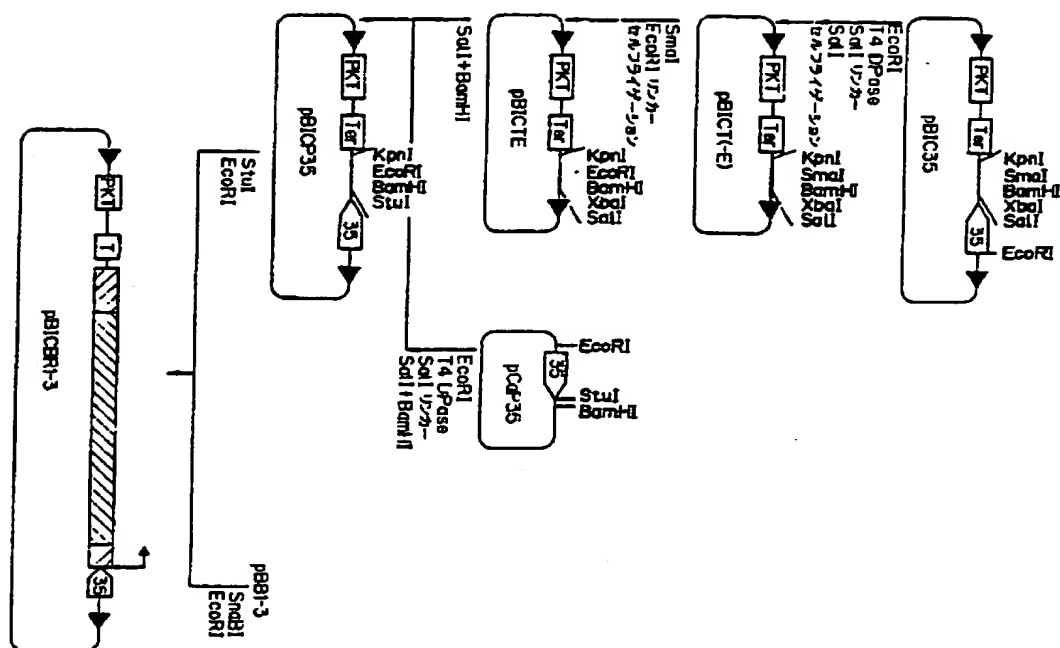 pBIC35
PKT
Ter
KpnI
SmaI
BamHI
XbaI
SalI
35
EcoRI
EcoRI
T4 DPase
SalI リンカー
SalI
セルフライゲーション
pBICT(-E)
PKT
Ter
KpnI
SmaI
BamHI
XbaI
SalI
SmaI
EcoRI リンカー
セルフライゲーション
pBICTE
PKT
Ter
KpnI
EcoRI
BamHI
XbaI
SalI
pCaP35
EcoRI
35
StuI
BamHI
SalI+BamHI
EcoRI
T4 DPase
SalI リンカー
SalI+BamHI
pBICP35
PKT
Ter
KpnI
EcoRI
BamHI
StuI
35
StuI
EcoRI
pBB1-3
SnaBI
EcoRI
pBICBR1-3
PKT
T
35